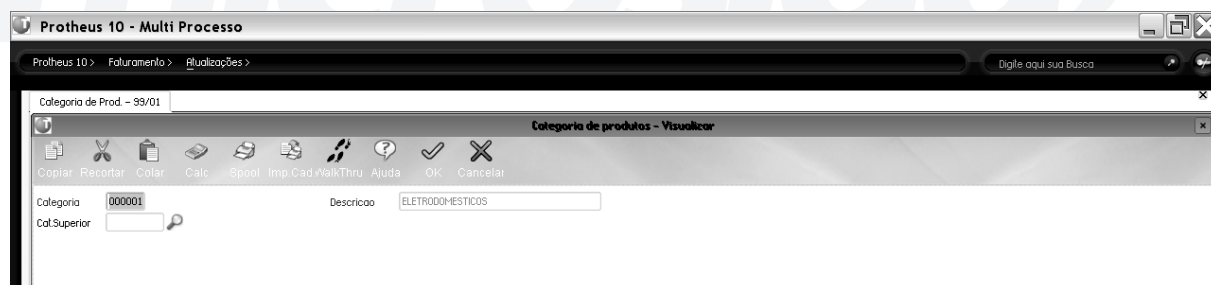 Protheus 10 - Multi Processo
Protheus 10 > Faturamento > Atualizações > Digite aqui sua Busca
Categoria de Prod. - 99/01
Categoria de produtos - Visualizar
Copiar Recortar Colar Calc Spool Imp.Cad WalkThru Ajuda OK Cancelar
Categoria 000001 Descricao ELETRODOMESTICOS
Cat.Superior